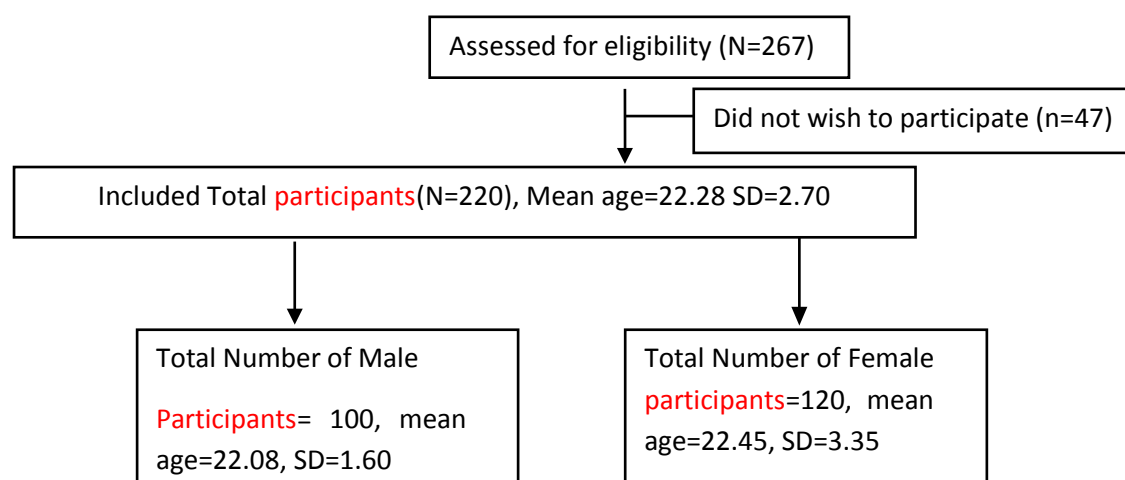 Assessed for eligibility (N=267)
Did not wish to participate (n=47)
Included Total participants(N=220), Mean age=22.28 SD=2.70
Total Number of Male
Participants= 100, mean
age=22.08, SD=1.60
Total Number of Female
participants=120, mean
age=22.45, SD=3.35